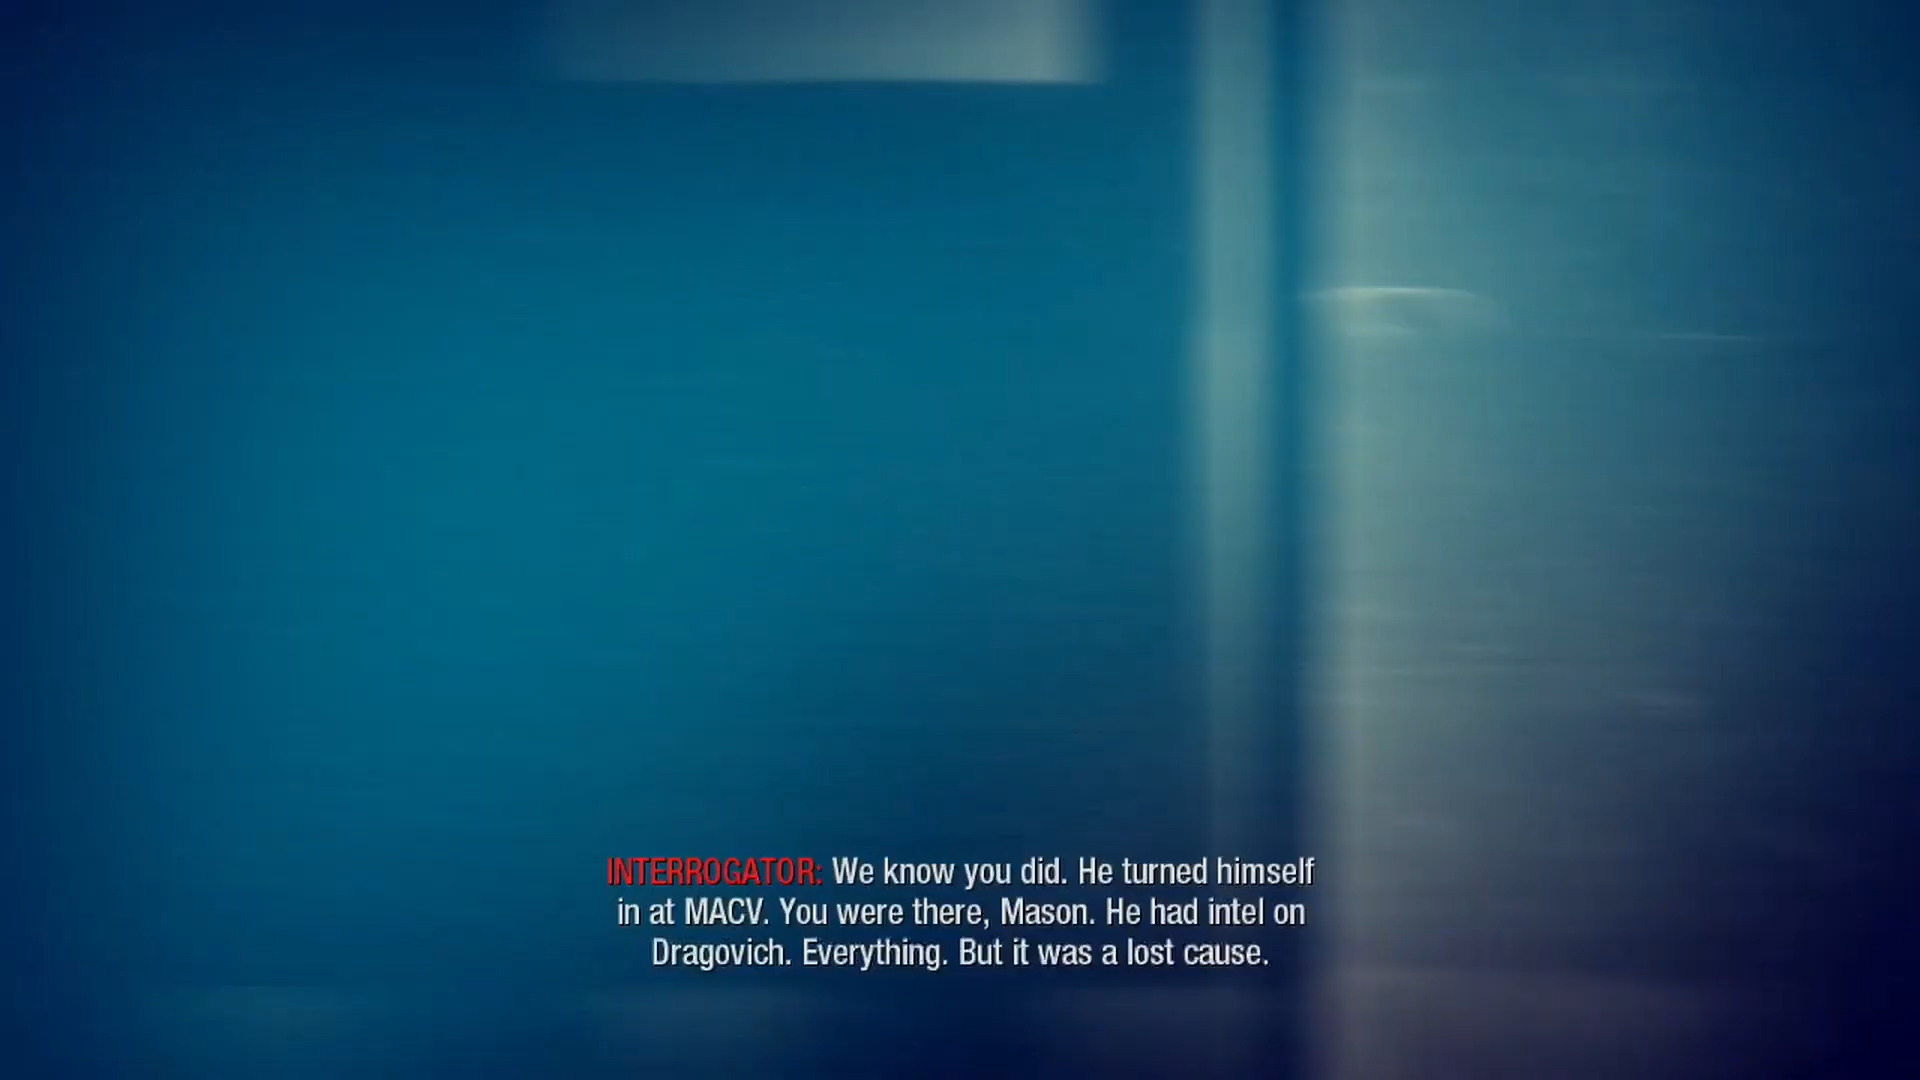 INTERROGATOR: We know you did. He turned himself
in at MACV. You were there, Mason. He had intel on
Dragovich. Everything. But it was a lost cause.